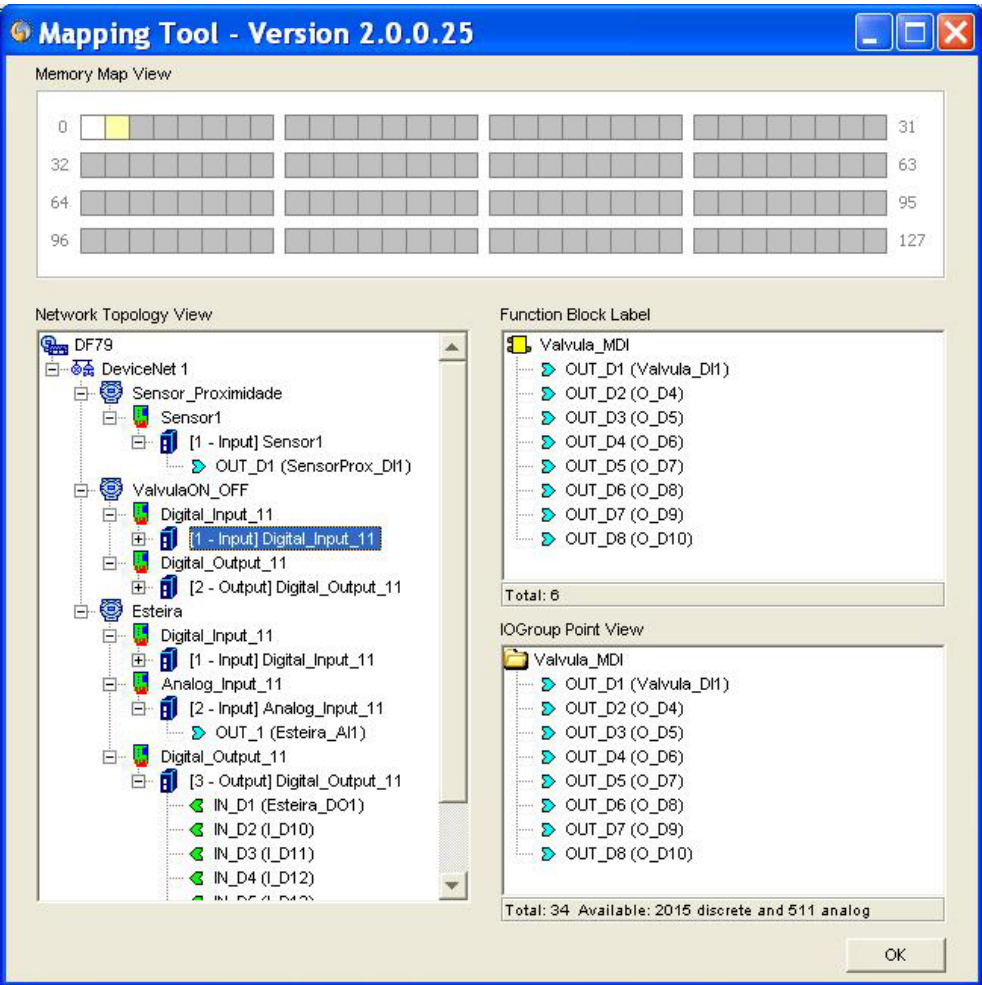 Mapping Tool - Version 2.0.0.25
Memory Map View
0 31
32 63
64 95
96 127
Network Topology View
DF79
DeviceNet 1
Sensor_Proximidade
Sensor1
[1 - Input] Sensor1
OUT_D1 (SensorProx_DI1)
ValvulaON_OFF
Digital_Input_11
[1 - Input] Digital_Input_11
Digital_Output_11
[2 - Output] Digital_Output_11
Esteira
Digital_Input_11
[1 - Input] Digital_Input_11
Analog_Input_11
[2 - Input] Analog_Input_11
OUT_1 (Esteira_AI1)
Digital_Output_11
[3 - Output] Digital_Output_11
IN_D1 (Esteira_DO1)
IN_D2 (I_D10)
IN_D3 (I_D11)
IN_D4 (I_D12)
Function Block Label
Valvula_MDI
OUT_D1 (Valvula_DI1)
OUT_D2 (O_D4)
OUT_D3 (O_D5)
OUT_D4 (O_D6)
OUT_D5 (O_D7)
OUT_D6 (O_D8)
OUT_D7 (O_D9)
OUT_D8 (O_D10)
Total: 6
IOGroup Point View
Valvula_MDI
OUT_D1 (Valvula_DI1)
OUT_D2 (O_D4)
OUT_D3 (O_D5)
OUT_D4 (O_D6)
OUT_D5 (O_D7)
OUT_D6 (O_D8)
OUT_D7 (O_D9)
OUT_D8 (O_D10)
Total: 34 Available: 2015 discrete and 511 analog
OK